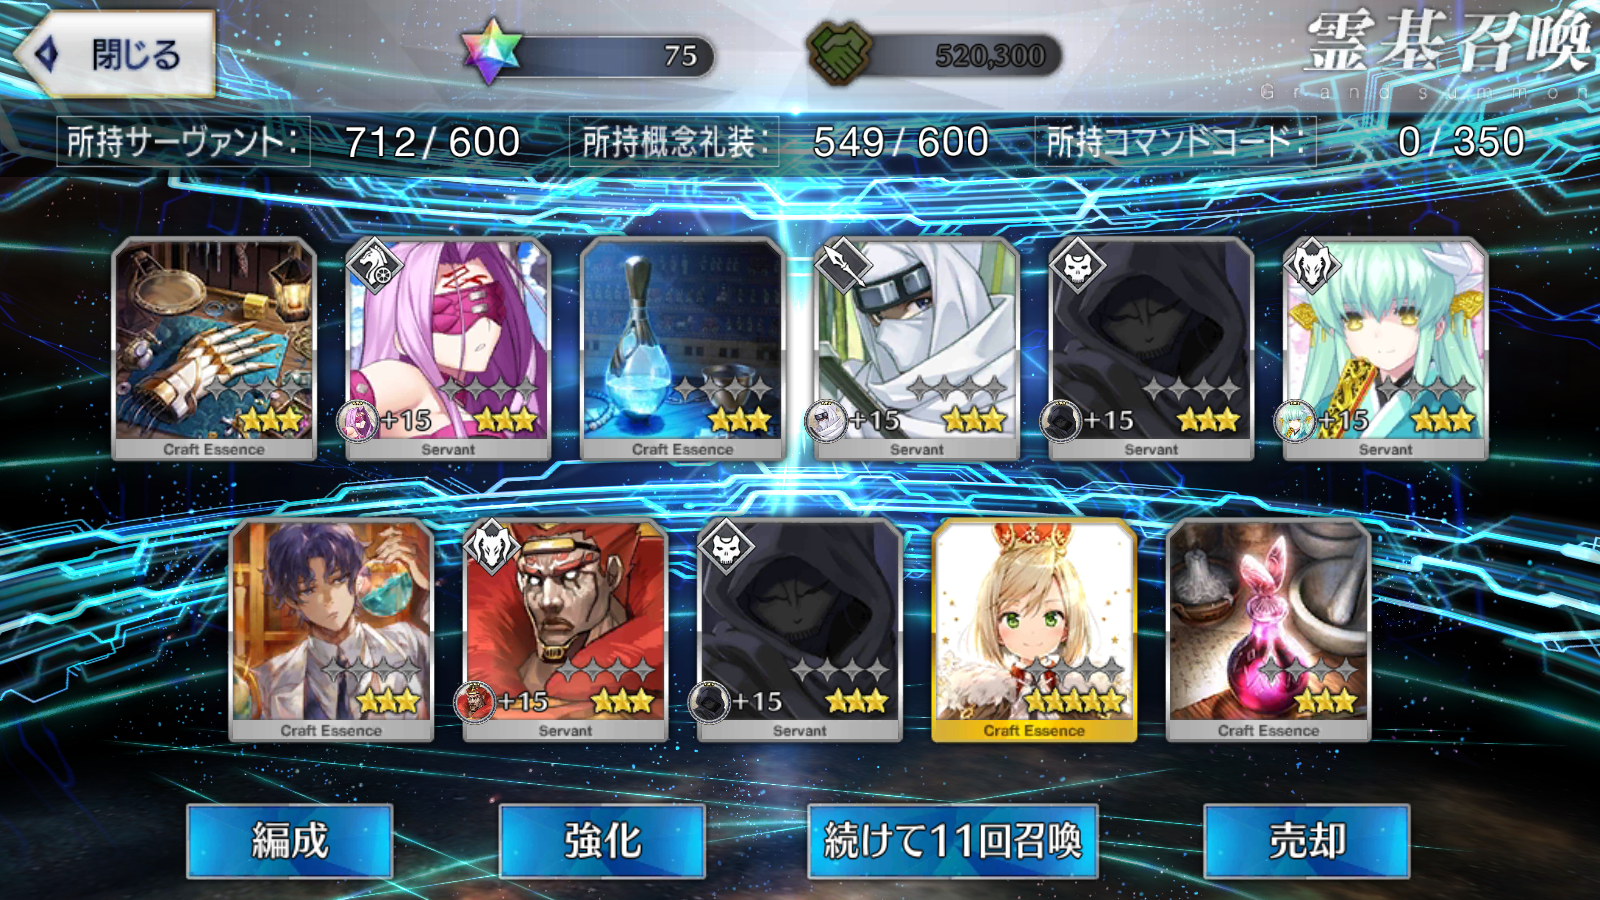 閉じる
75
520,300
霊基召喚
Grand summon
所持サーヴァント: 712/ 600
所持概念礼装: 549/ 600
所持コマンドコード: 0/ 350
+15
+15
+15
+15
Craft Essence
Servant
Craft Essence
Servant
Servant
Servant
+15
+15
Craft Essence
Servant
Servant
Craft Essence
Craft Essence
編成
強化
続けて11回召喚
売却